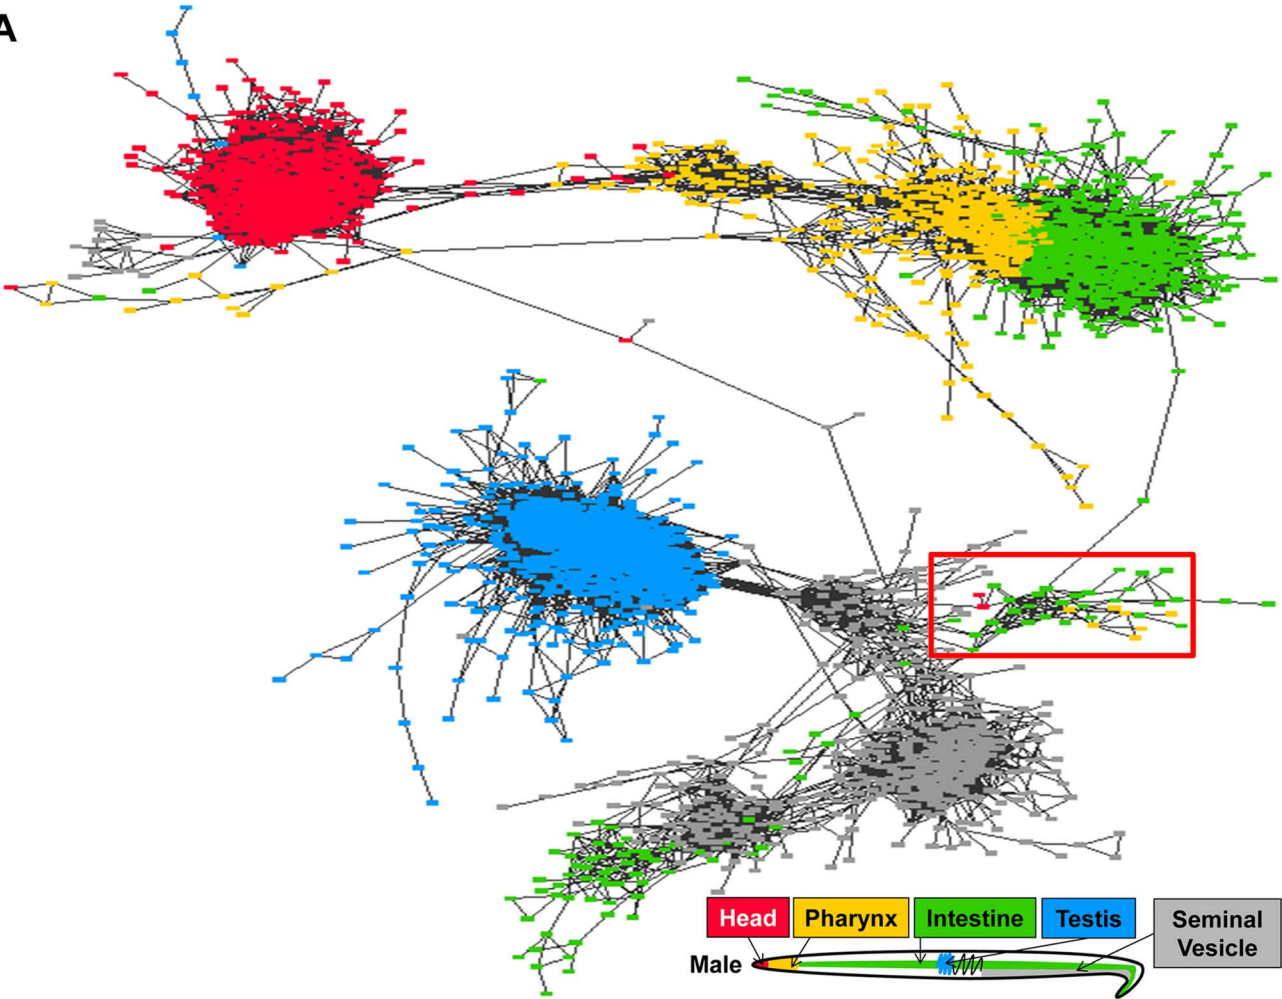 A
Head
Pharynx
Intestine
Testis
Seminal
Vesicle
Male